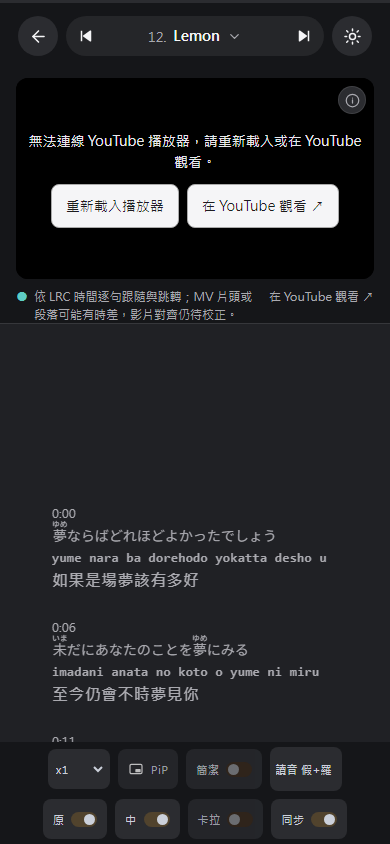 12. Lemon
無法連線 YouTube 播放器，請重新載入或在 YouTube
觀看。
重新載入播放器
在 YouTube 觀看 ↗
依 LRC 時間逐句跟隨與跳轉；MV 片頭或
段落可能有時差，影片對齊仍待校正。
在 YouTube 觀看 ↗
0:00
ゆめ
夢ならばどれほどよかったでしょう
yume nara ba dorehodo yokatta desho u
如果是場夢該有多好
0:06
いま ゆめ
未だにあなたのことを夢にみる
imadani anata no koto o yume ni miru
至今仍會不時夢見你
0:11
x1
PiP
簡潔
讀音 假+羅
原
中
卡拉
同步